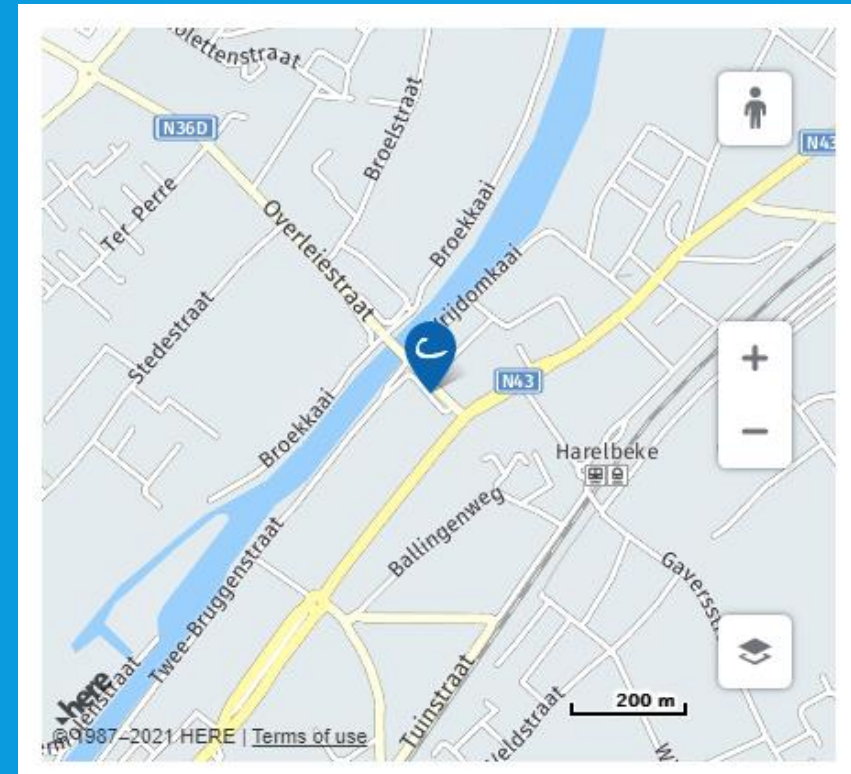 N36D
Broelstraat
Ter Perre
Overleiestraat
Broekkaai
N43
Stedestraat
N43
Broekkaai
Harelbeke
Ballingenweg
Twee-Bruggenstraat
Tuinstraat
200 m
here
©1987–2021 HERE | Terms of use